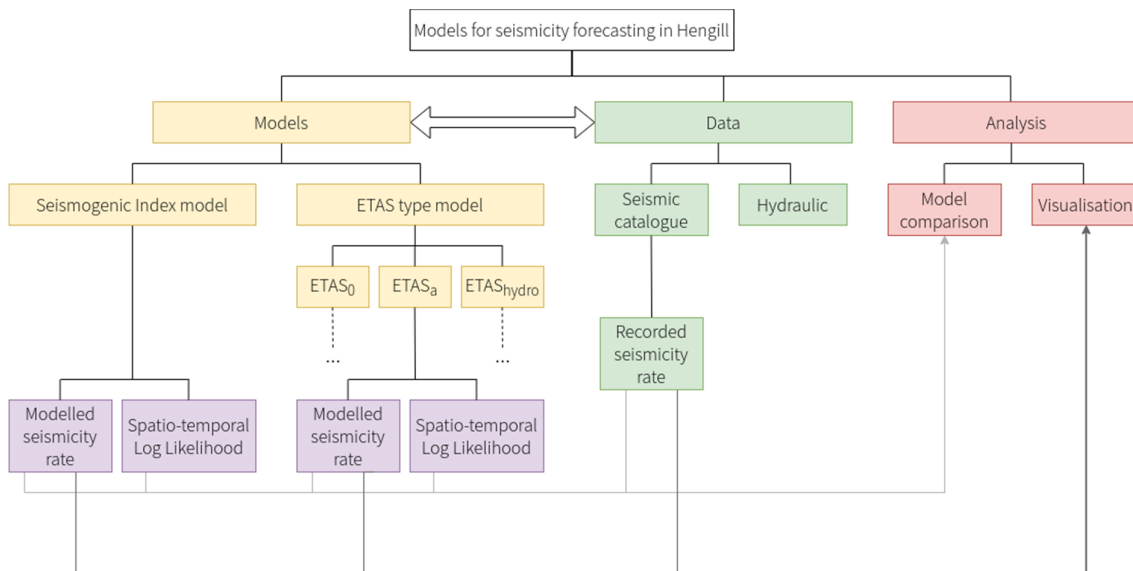 Models for seismicity forecasting in Hengill
Models
Data
Analysis
Seismogenic Index model
ETAS type model
Seismic
catalogue
Hydraulic
Model
comparison
Visualisation
ETAS0
ETASa
ETAShydro
...
...
Recorded
seismicity
rate
Modelled
seismicity
rate
Spatio-temporal
Log Likelihood
Modelled
seismicity
rate
Spatio-temporal
Log Likelihood